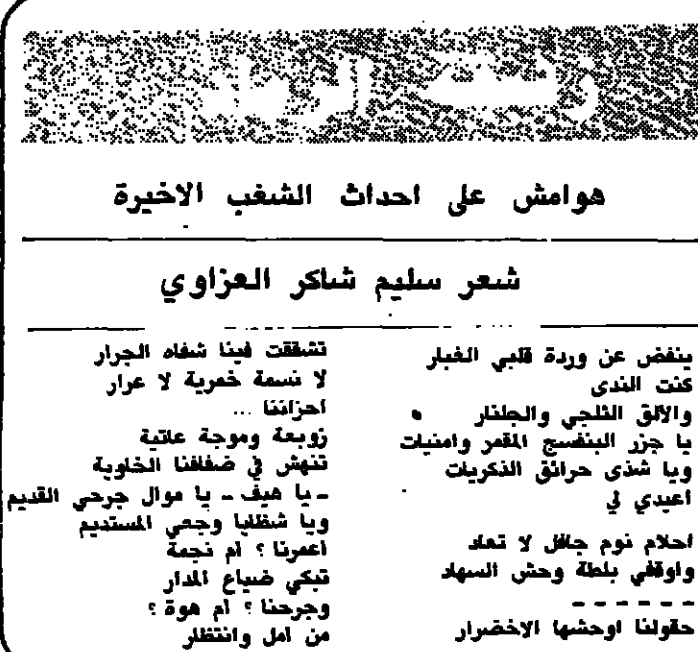 هوامش على احداث الشغب الاخيرة
شعر سليم شاكر العزاوي
ينفض عن وردة قلبي الغبار
كنت الندى
والألق الثلجي والجلنار
يا جزر البنفسج المقمر وامنيات
ويا شذى حرائق الذكريات
اعيدي لي
احلام نوم جافل لا تعاد
واوقفي بلطة وحش السهاد
- - - - - -
حقولنا اوحشها الاخضرار
تشققت فينا شفاه الجرار
لا نسمة خمرية لا عرار
احزاننا ...
زوبعة وموجة عاتية
تنهش في ضفافنا الخاوية
- يا هيف - يا موال جرحي القديم
ويا شظايا وجعي المستديم
اعمرنا ؟ ام نجمة
تبكي ضياع المدار
وجرحنا ؟ ام هوة ؟
من امل وانتظار